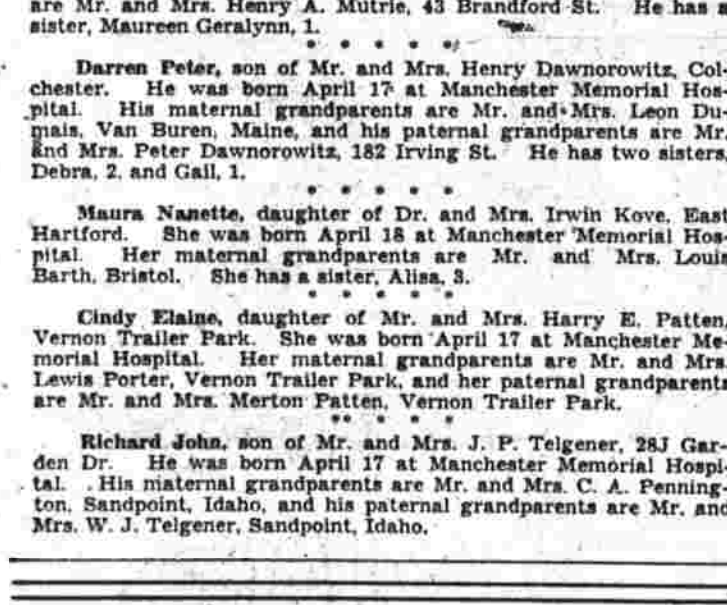 are Mr. and Mrs. Henry A. Mutrie, 43 Brandford St. He has a
sister, Maureen Geralynn, 1.
* * * * *
Darren Peter, son of Mr. and Mrs. Henry Dawnorowitz, Col-
chester. He was born April 17 at Manchester Memorial Hos-
pital. His maternal grandparents are Mr. and Mrs. Leon Du-
mais, Van Buren, Maine, and his paternal grandparents are Mr.
and Mrs. Peter Dawnorowitz, 182 Irving St. He has two sisters,
Debra, 2, and Gail, 1.
* * * * *
Maura Nanette, daughter of Dr. and Mrs. Irwin Kove, East
Hartford. She was born April 18 at Manchester Memorial Hos-
pital. Her maternal grandparents are Mr. and Mrs. Louis
Barth, Bristol. She has a sister, Alisa, 3.
* * * * *
Cindy Elaine, daughter of Mr. and Mrs. Harry E. Patten,
Vernon Trailer Park. She was born April 17 at Manchester Me-
morial Hospital. Her maternal grandparents are Mr. and Mrs.
Lewis Porter, Vernon Trailer Park, and her paternal grandparents
are Mr. and Mrs. Merton Patten, Vernon Trailer Park.
** * * *
Richard John, son of Mr. and Mrs. J. P. Telgener, 28J Gar-
den Dr. He was born April 17 at Manchester Memorial Hospi-
tal. His maternal grandparents are Mr. and Mrs. C. A. Penning-
ton, Sandpoint, Idaho, and his paternal grandparents are Mr. and
Mrs. W. J. Telgener, Sandpoint, Idaho.